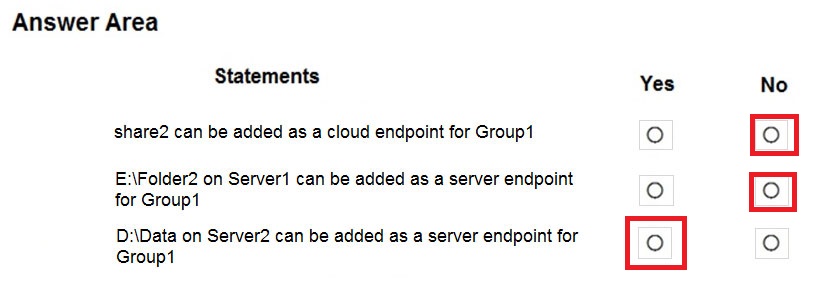 Answer Area
Statements
Yes
No
share2 can be added as a cloud endpoint for Group1
E:\Folder2 on Server1 can be added as a server endpoint
for Group1
D:\Data on Server2 can be added as a server endpoint for
Group1